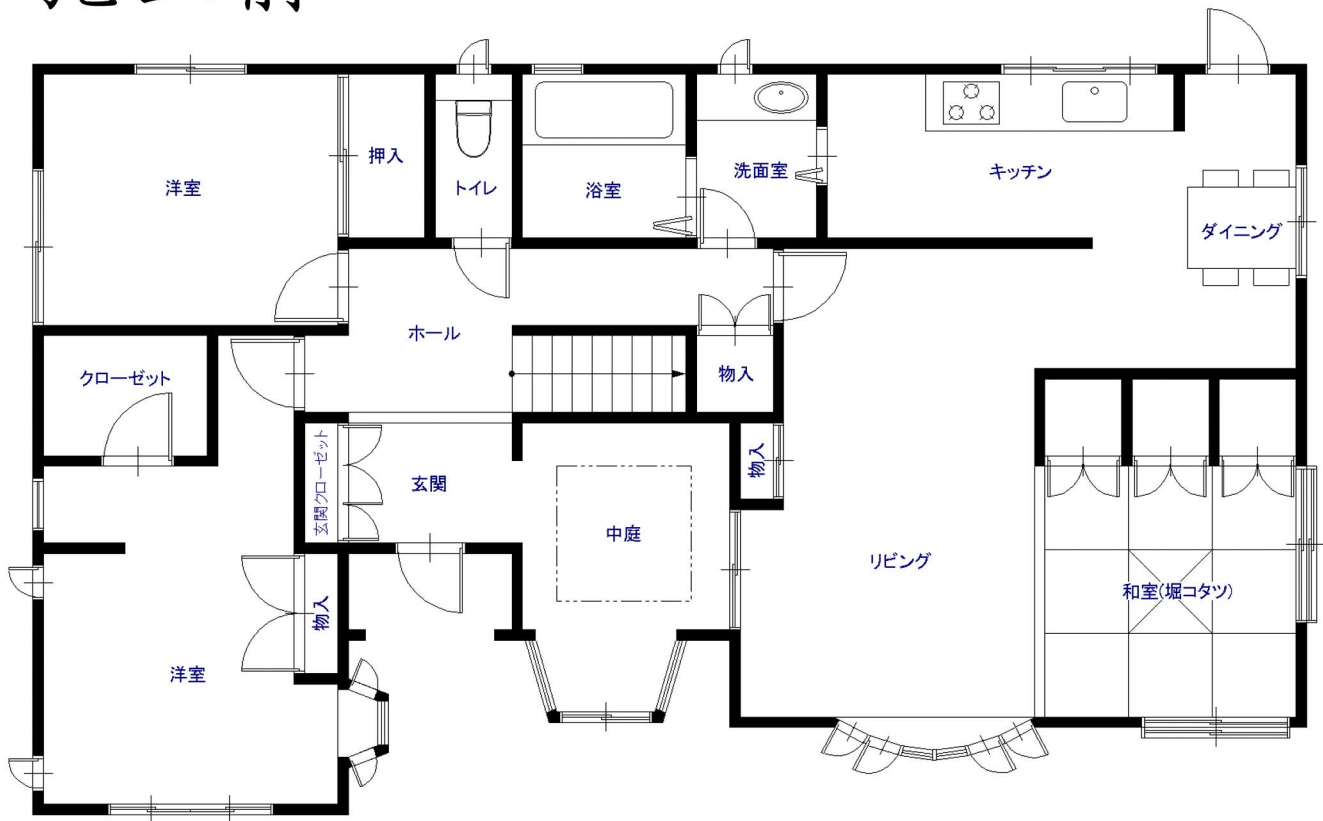 押入
洋室
トイレ
浴室
洗面室
キッチン
ダイニング
ホール
クローゼット
物入
玄関クローゼット
玄関
中庭
物入
リビング
和室(堀コタツ)
物入
洋室